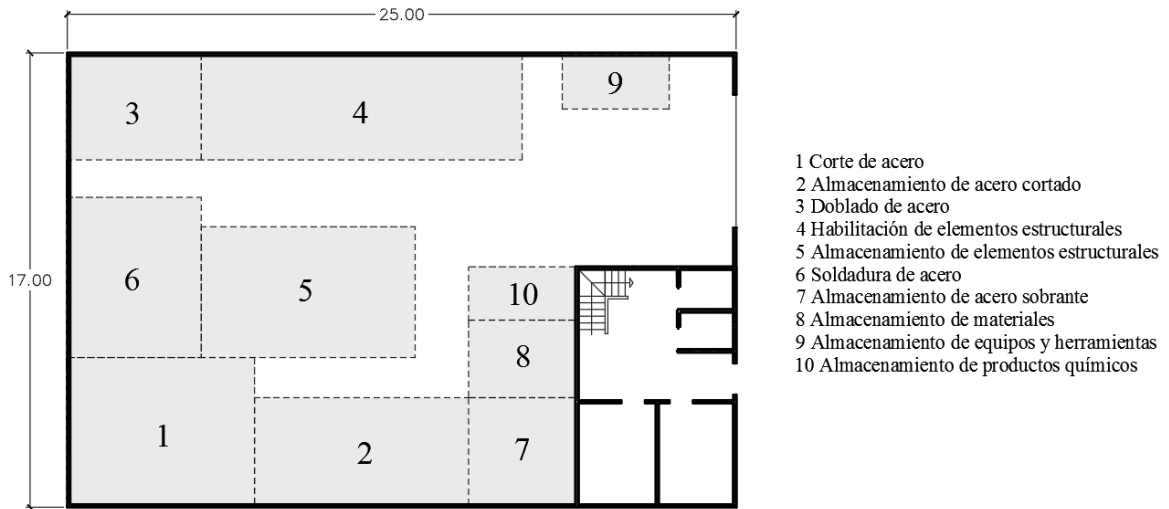 25.00
3
4
9
17.00
6
5
10
8
1
2
7
1 Corte de acero
2 Almacenamiento de acero cortado
3 Doblado de acero
4 Habilitación de elementos estructurales
5 Almacenamiento de elementos estructurales
6 Soldadura de acero
7 Almacenamiento de acero sobrante
8 Almacenamiento de materiales
9 Almacenamiento de equipos y herramientas
10 Almacenamiento de productos químicos